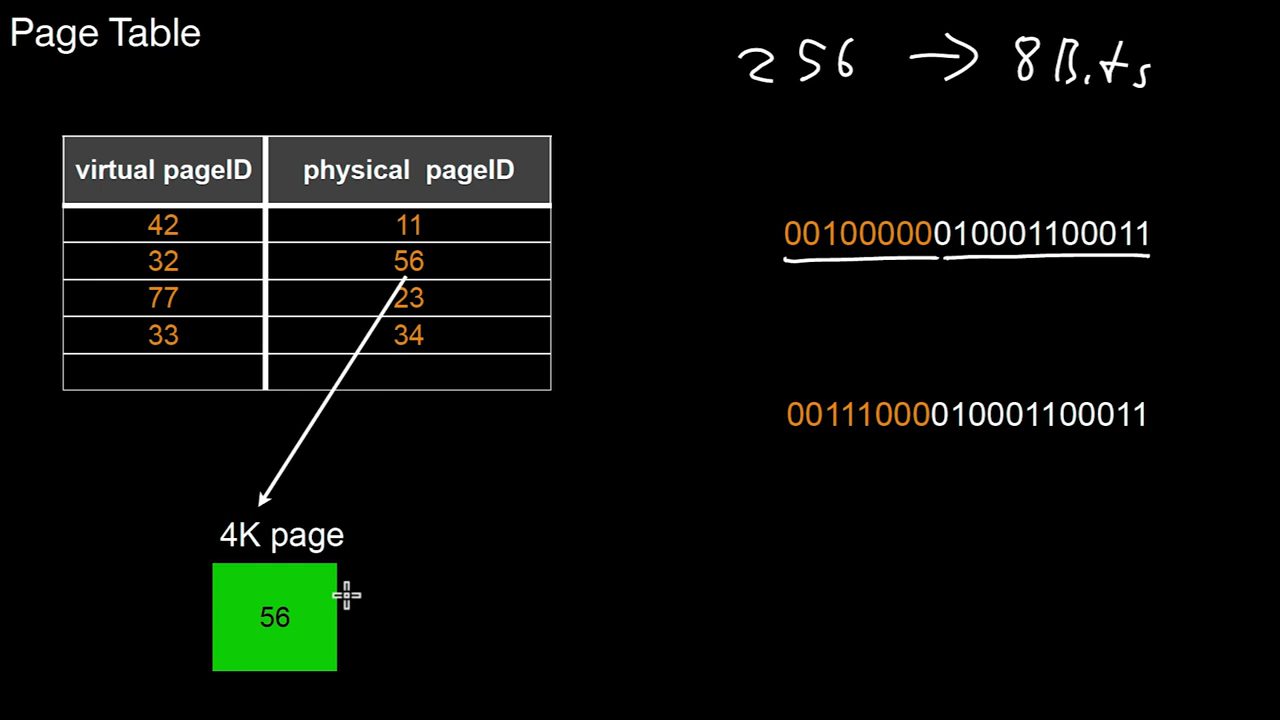 Page Table
256 → 8 Bits
virtual pageID physical pageID
42 11
32 56
77 23
33 34
00100000010001100011
00111000010001100011
4K page
56